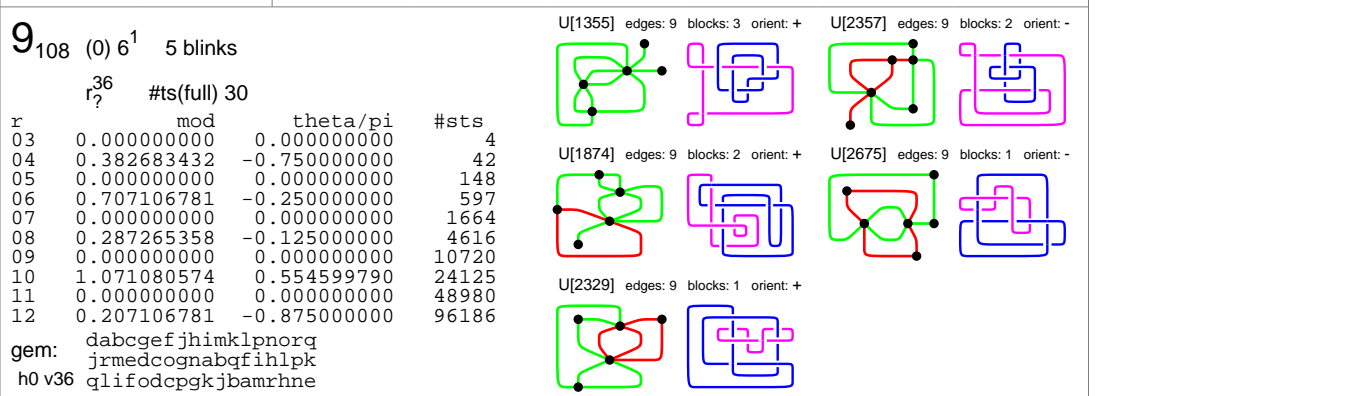 9108 (0) 6^1 5 blinks
r?^36 #ts(full) 30
r mod theta/pi #sts
03 0.000000000 0.000000000 4
04 0.382683432 -0.750000000 42
05 0.000000000 0.000000000 148
06 0.707106781 -0.250000000 597
07 0.000000000 0.000000000 1664
08 0.287265358 -0.125000000 4616
09 0.000000000 0.000000000 10720
10 1.071080574 0.554599790 24125
11 0.000000000 0.000000000 48980
12 0.207106781 -0.875000000 96186
gem: dabcgefjhimklpnorq
jrmedcognabqfihlpk
h0 v36 qlifodcpgkjbamrhne
U[1355] edges: 9 blocks: 3 orient: +
U[2357] edges: 9 blocks: 2 orient: -
U[1874] edges: 9 blocks: 2 orient: +
U[2675] edges: 9 blocks: 1 orient: -
U[2329] edges: 9 blocks: 1 orient: +